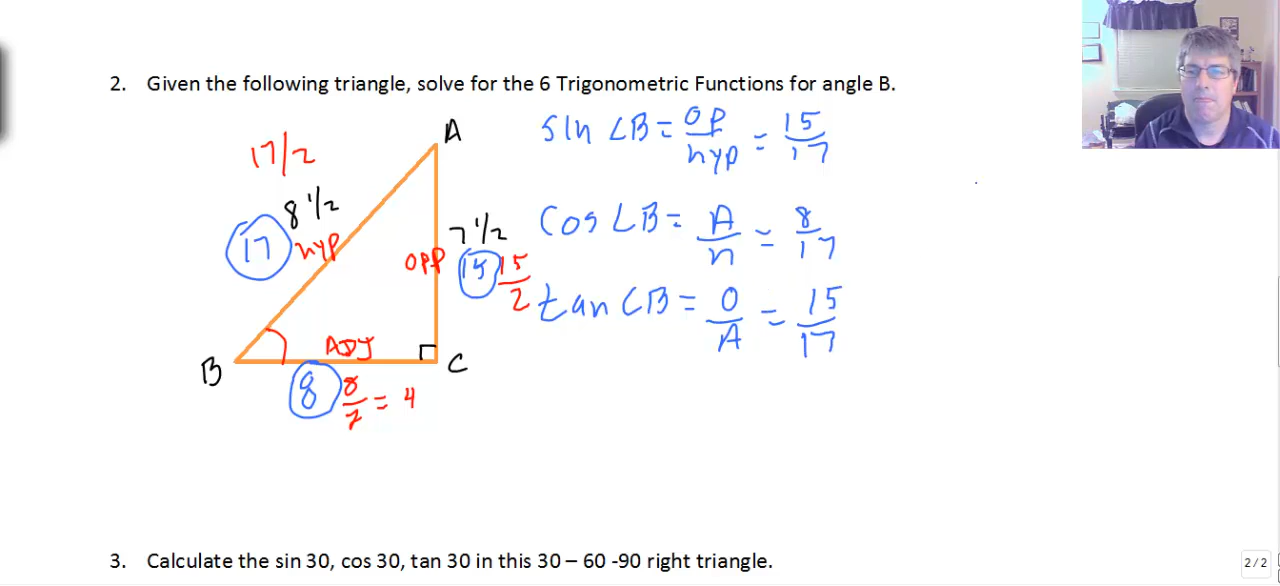 2. Given the following triangle, solve for the 6 Trigonometric Functions for angle B.
sin ∠B = OP/hyp = 15/17
A
17/2
8 1/2
17
hyp
7 1/2
OPP
15
15/2
cos ∠B = A/h = 8/17
tan ∠B = O/A = 15/17
ADJ
B
C
8
8/2 = 4
3. Calculate the sin 30, cos 30, tan 30 in this 30 – 60 -90 right triangle.
2 / 2